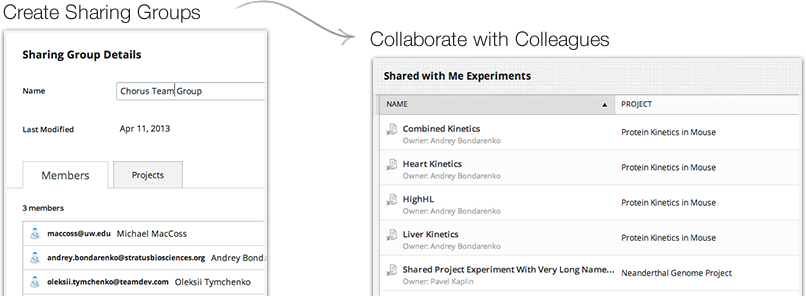 Create Sharing Groups
Sharing Group Details
Name
Chorus Team Group
Last Modified
Apr 11, 2013
Members
Projects
3 members
maccoss@uw.edu Michael MacCoss
andrey.bondarenko@stratusbiosciences.org Andrey Bonda
oleksii.tymchenko@teamdev.com Oleksii Tymchenko
Collaborate with Colleagues
Shared with Me Experiments
NAME PROJECT
Combined Kinetics
Owner: Andrey Bondarenko
Protein Kinetics in Mouse
Heart Kinetics
Owner: Andrey Bondarenko
Protein Kinetics in Mouse
HighHL
Owner: Andrey Bondarenko
Protein Kinetics in Mouse
Liver Kinetics
Owner: Andrey Bondarenko
Protein Kinetics in Mouse
Shared Project Experiment With Very Long Name...
Owner: Pavel Kaplin
Neanderthal Genome Project